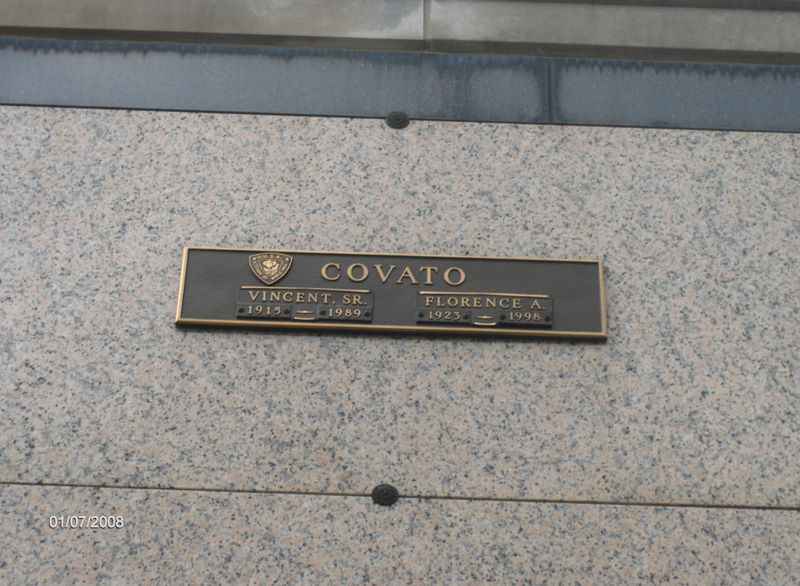 COVATO
VINCENT, SR. FLORENCE A.
1915 1989 1923 1998
01/07/2008